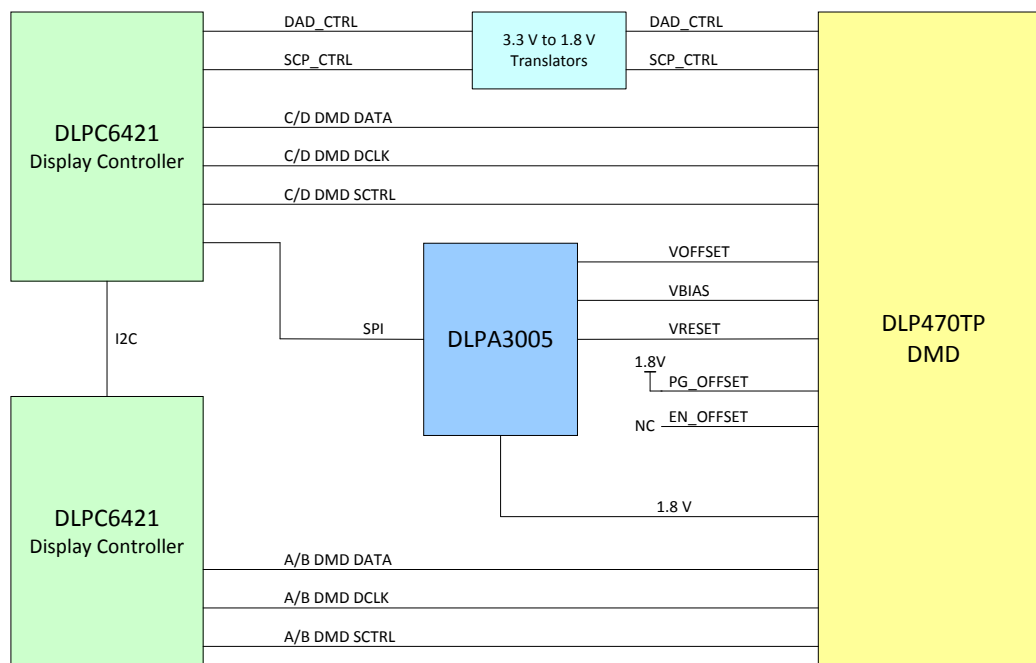 DAD_CTRL
DAD_CTRL
3.3 V to 1.8 V
Translators
SCP_CTRL
SCP_CTRL
DLPC6421
Display Controller
C/D DMD DATA
C/D DMD DCLK
C/D DMD SCTRL
VOFFSET
VBIAS
SPI
DLPA3005
VRESET
DLP470TP
DMD
I2C
1.8V
PG_OFFSET
EN_OFFSET
NC
1.8 V
DLPC6421
Display Controller
A/B DMD DATA
A/B DMD DCLK
A/B DMD SCTRL